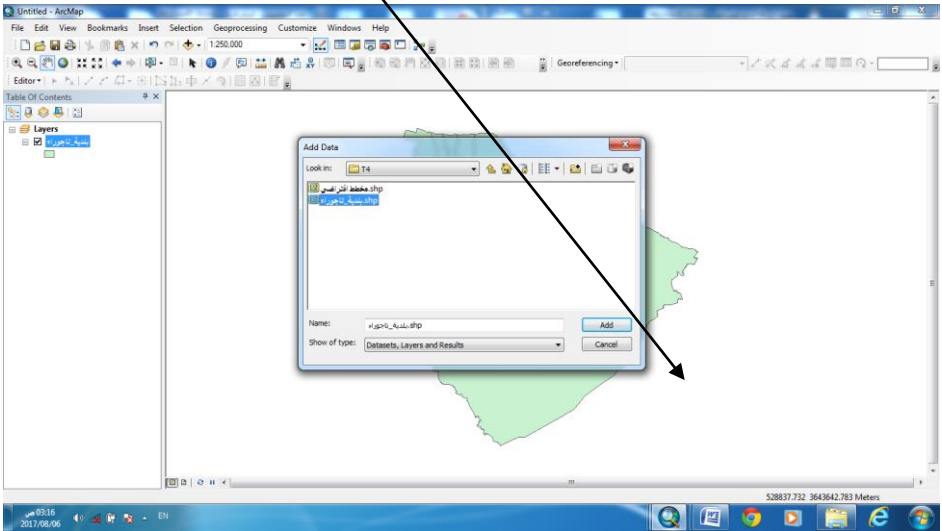 Untitled - ArcMap
File Edit View Bookmarks Insert Selection Geoprocessing Customize Windows Help
1:250,000
Georeferencing
Editor
Table Of Contents
Layers
بلدية_تاجوراء
Add Data
Look in: T4
مخطط افتراضي.shp
بلدية_تاجوراء.shp
Name: بلدية_تاجوراء.shp
Add
Show of type: Datasets, Layers and Results
Cancel
528837.732 3643642.783 Meters
03:16 ص
2017/08/06
EN